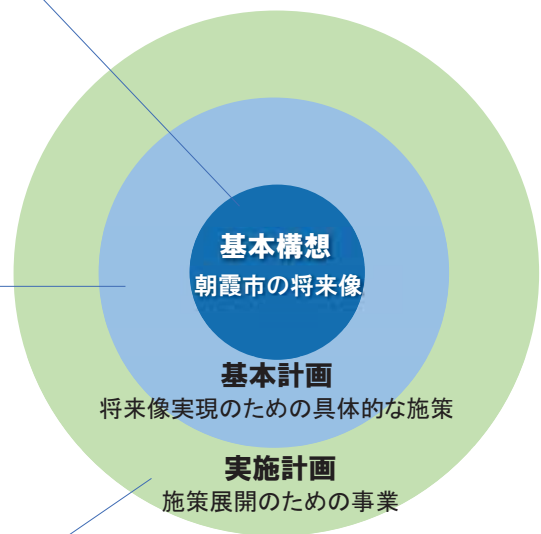 基本構想
朝霞市の将来像
基本計画
将来像実現のための具体的な施策
実施計画
施策展開のための事業